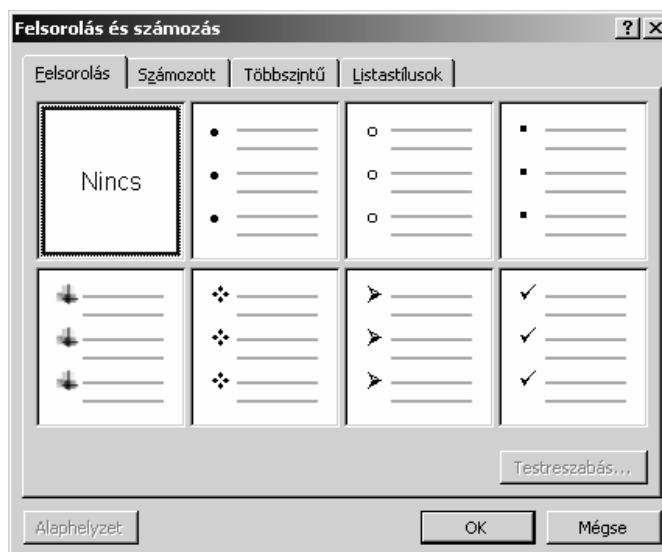 Felsorolás és számozás
Felsorolás Számozott Többszintű Listastílusok
Nincs
Testreszabás...
Alaphelyzet OK Mégse